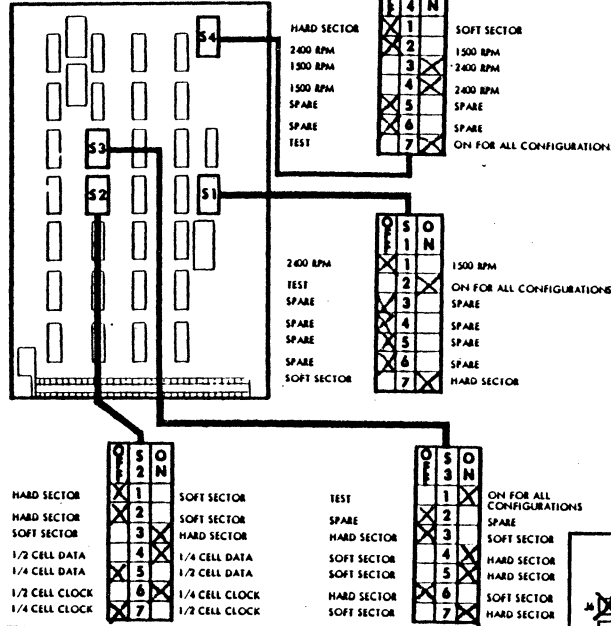 4 N
HARD SECTOR 1 SOFT SECTOR
2400 RPM 2 1500 RPM
1500 RPM 3 2400 RPM
1500 RPM 4 2400 RPM
SPARE 5 SPARE
SPARE 6 SPARE
TEST 7 ON FOR ALL CONFIGURATIONS
S4
S3
S2
S1
OFF S1 ON
2400 RPM 1 1500 RPM
TEST 2 ON FOR ALL CONFIGURATIONS
SPARE 3 SPARE
SPARE 4 SPARE
SPARE 5 SPARE
SPARE 6 SPARE
SOFT SECTOR 7 HARD SECTOR
OFF S2 ON
HARD SECTOR 1 SOFT SECTOR
HARD SECTOR 2 SOFT SECTOR
SOFT SECTOR 3 HARD SECTOR
1/2 CELL DATA 4 1/4 CELL DATA
1/4 CELL DATA 5 1/2 CELL DATA
1/2 CELL CLOCK 6 1/4 CELL CLOCK
1/4 CELL CLOCK 7 1/2 CELL CLOCK
OFF S3 ON
TEST 1 ON FOR ALL
CONFIGURATIONS
SPARE 2 SPARE
HARD SECTOR 3 SOFT SECTOR
SOFT SECTOR 4 HARD SECTOR
SOFT SECTOR 5 HARD SECTOR
HARD SECTOR 6 SOFT SECTOR
SOFT SECTOR 7 HARD SECTOR